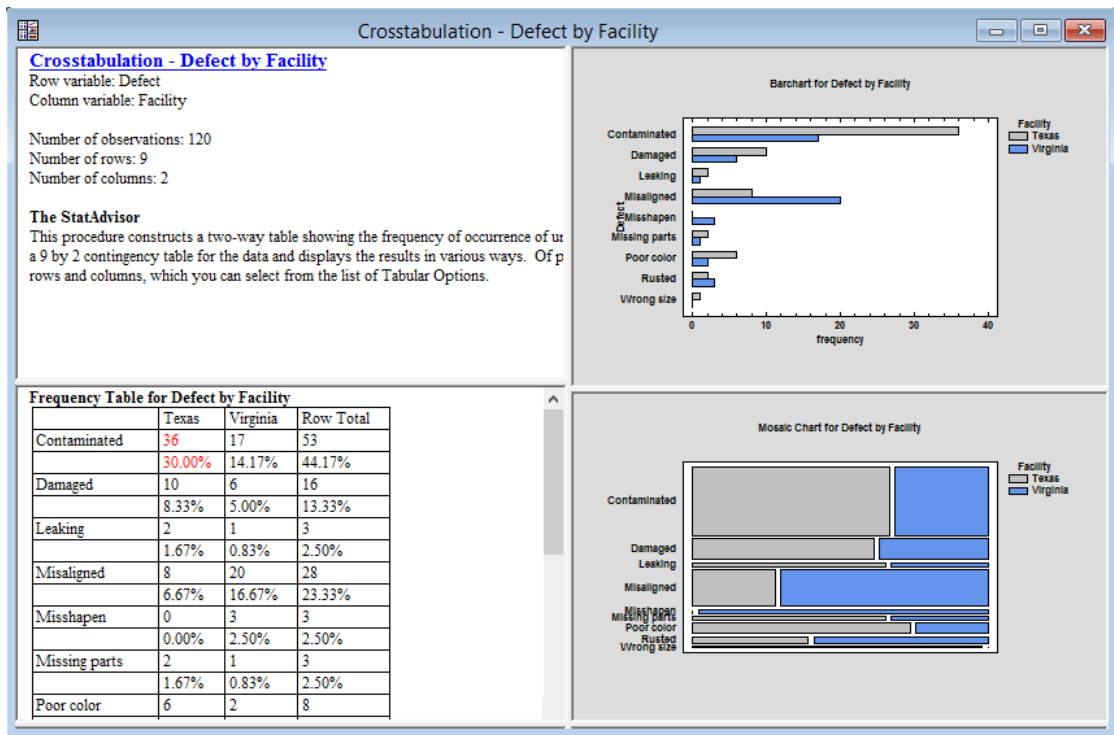 Crosstabulation - Defect by Facility
Crosstabulation - Defect by Facility
Row variable: Defect
Column variable: Facility
Number of observations: 120
Number of rows: 9
Number of columns: 2
The StatAdvisor
This procedure constructs a two-way table showing the frequency of occurrence of
a 9 by 2 contingency table for the data and displays the results in various ways.  Of
rows and columns, which you can select from the list of Tabular Options.
Barchart for Defect by Facility
Facility
Texas
Virginia
Contaminated
Damaged
Leaking
Misaligned
Misshapen
Missing parts
Poor color
Rusted
Wrong size
Defect
0 10 20 30 40
frequency
Frequency Table for Defect by Facility
Texas Virginia Row Total
Contaminated 36 17 53
30.00% 14.17% 44.17%
Damaged 10 6 16
8.33% 5.00% 13.33%
Leaking 2 1 3
1.67% 0.83% 2.50%
Misaligned 8 20 28
6.67% 16.67% 23.33%
Misshapen 0 3 3
0.00% 2.50% 2.50%
Missing parts 2 1 3
1.67% 0.83% 2.50%
Poor color 6 2 8
Mosaic Chart for Defect by Facility
Facility
Texas
Virginia
Contaminated
Damaged
Leaking
Misaligned
Misshapen
Missing parts
Poor color
Rusted
Wrong size